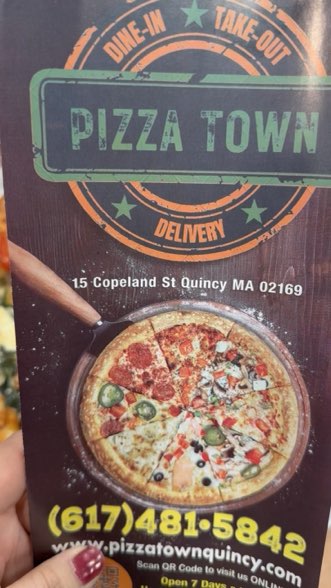 DINE-IN TAKE-OUT
PIZZA TOWN
DELIVERY
15 Copeland St Quincy MA 02169
(617)481•5842
www.pizzatownquincy.com
Scan QR Code to visit us ONLIN
Open 7 Days